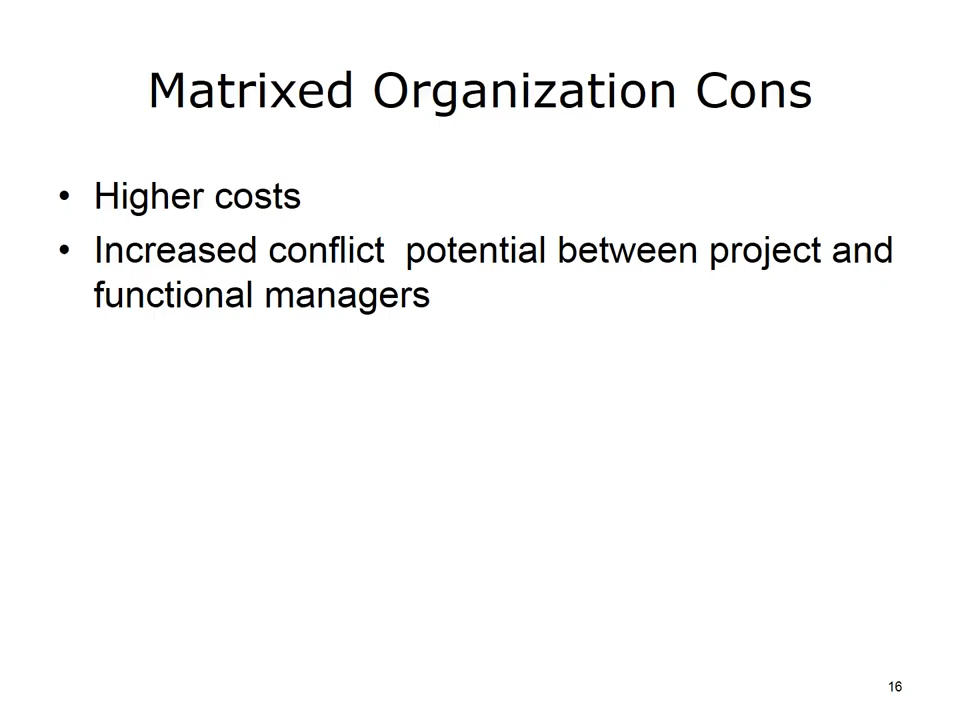 Matrixed Organization Cons
• Higher costs
• Increased conflict  potential between project and
functional managers
16